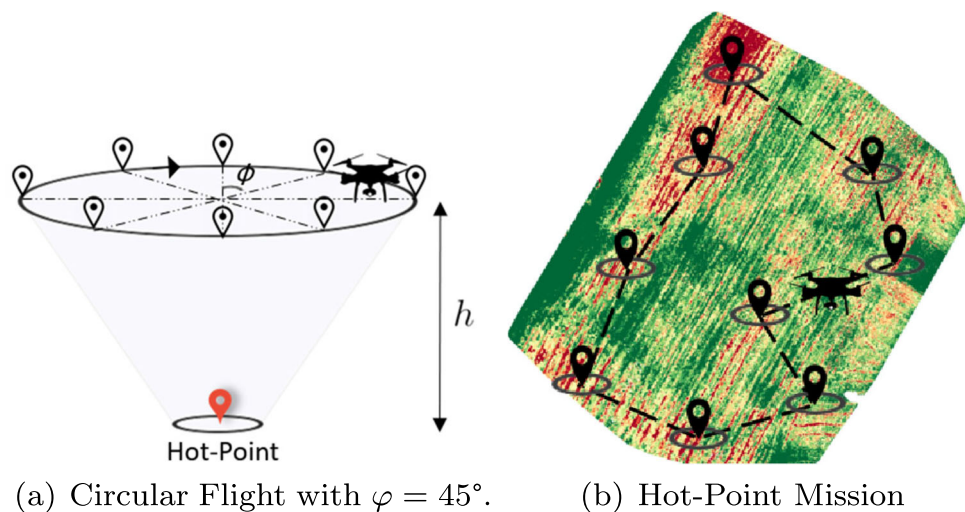 ϕ
h
Hot-Point
(a) Circular Flight with φ = 45°.
(b) Hot-Point Mission